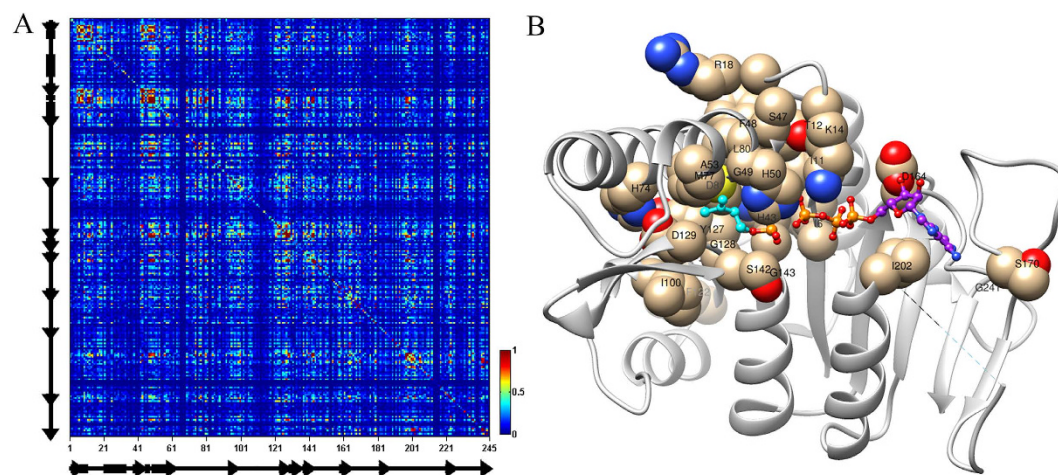 A
B
1
0.5
0
1 21 41 61 81 101 121 141 161 181 201 221 245
R18
S47
T12
F48
K14
L80
I11
A53
M77
G49
H50
H74
D164
H43
D129
Y127
G128
S142
G143
I202
S170
I100
G241